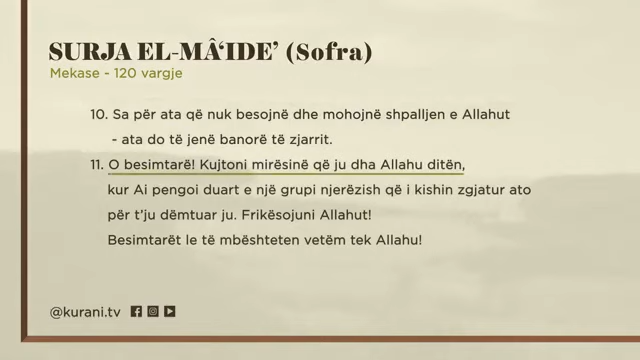 SURJA EL-MÂ‘IDE’ (Sofra)
Mekase - 120 vargje
10. Sa për ata që nuk besojnë dhe mohojnë shpalljen e Allahut
- ata do të jenë banorë të zjarrit.
11. O besimtarë! Kujtoni mirësinë që ju dha Allahu ditën,
kur Ai pengoi duart e një grupi njerëzish që i kishin zgjatur ato
për t’ju dëmtuar ju. Frikësojuni Allahut!
Besimtarët le të mbështeten vetëm tek Allahu!
@kurani.tv